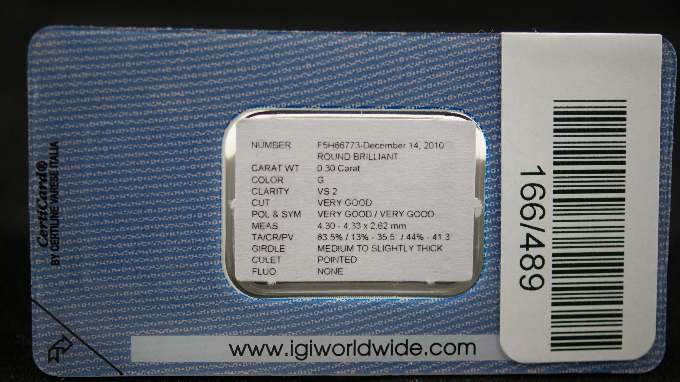 CertiCard®
BY CERTILINE VARESE ITALIA
NUMBER F5H66773-December 14, 2010
ROUND BRILLIANT
CARAT WT 0.30 Carat
COLOR G
CLARITY VS 2
CUT VERY GOOD
POL & SYM VERY GOOD / VERY GOOD
MEAS 4.30 - 4.33 x 2.62 mm
TA/CR/PV 63.5% / 13% - 35.5° / 44% - 41.3
GIRDLE MEDIUM TO SLIGHTLY THICK
CULET POINTED
FLUO NONE
www.igiworldwide.com
166/489